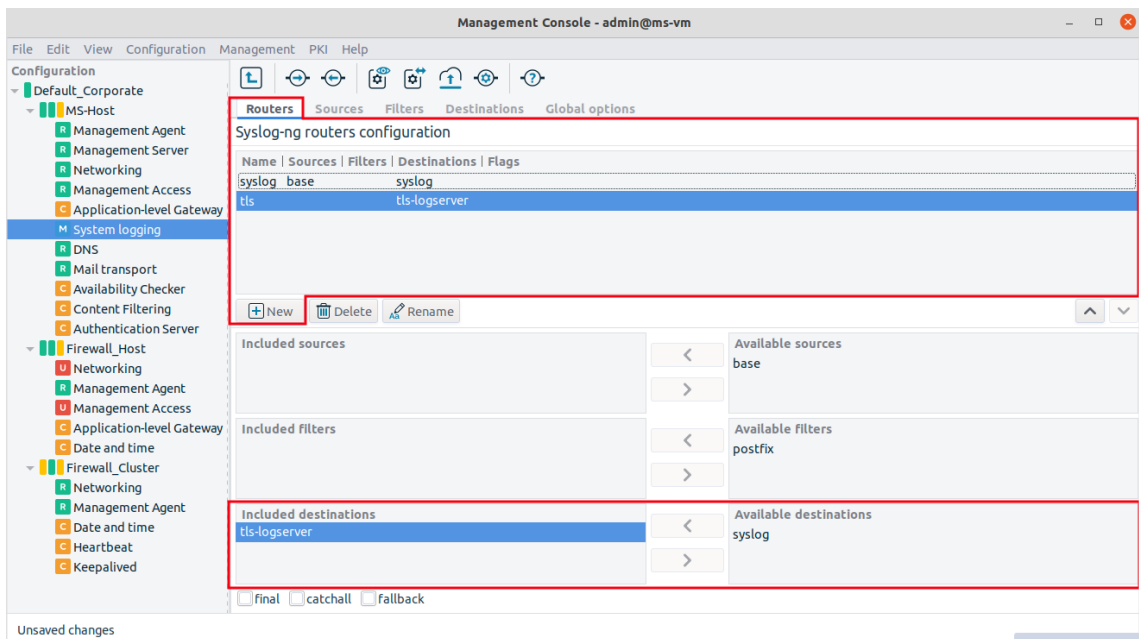 Management Console - admin@ms-vm
File Edit View Configuration Management PKI Help
Configuration
Default_Corporate
MS-Host
R Management Agent
R Management Server
R Networking
R Management Access
C Application-level Gateway
M System logging
R DNS
R Mail transport
C Availability Checker
C Content Filtering
C Authentication Server
Firewall_Host
U Networking
R Management Agent
U Management Access
C Application-level Gateway
C Date and time
Firewall_Cluster
R Networking
R Management Agent
C Date and time
C Heartbeat
C Keepalived
Routers Sources Filters Destinations Global options
Syslog-ng routers configuration
Name | Sources | Filters | Destinations | Flags
syslog base syslog
tls tls-logserver
New Delete Aa Rename
Included sources
Available sources
base
Included filters
Available filters
postfix
Included destinations
tls-logserver
Available destinations
syslog
final catchall fallback
Unsaved changes